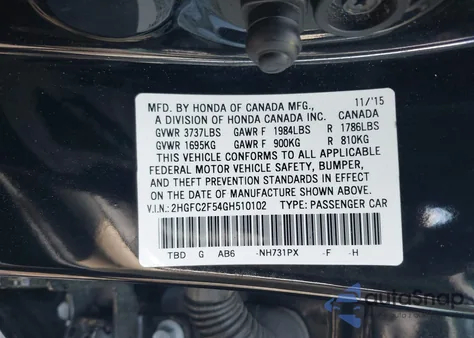 MFD. BY HONDA OF CANADA MFG., 11/'15
A DIVISION OF HONDA CANADA INC. CANADA
GVWR 3737LBS GAWR F 1984LBS R 1786LBS
GVWR 1695KG GAWR F 900KG R 810KG
THIS VEHICLE CONFORMS TO ALL APPLICABLE
FEDERAL MOTOR VEHICLE SAFETY, BUMPER,
AND THEFT PREVENTION STANDARDS IN EFFECT
ON THE DATE OF MANUFACTURE SHOWN ABOVE.
V.I.N.: 2HGFC2F54GH510102 TYPE: PASSENGER CAR
TBD G AB6 -NH731PX -F -H
autoSnap